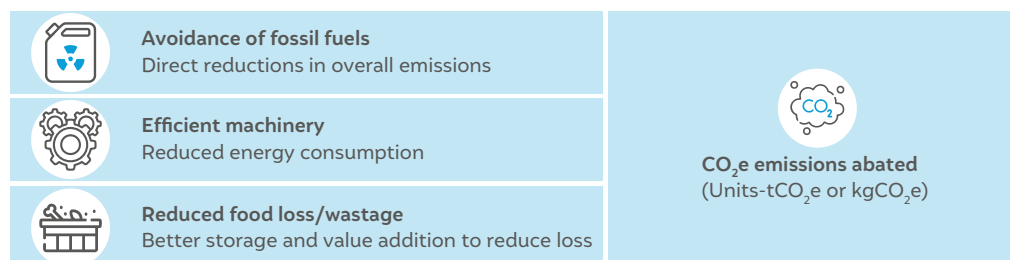 Avoidance of fossil fuels
Direct reductions in overall emissions
Efficient machinery
Reduced energy consumption
Reduced food loss/wastage
Better storage and value addition to reduce loss
CO₂
CO₂e emissions abated
(Units-tCO₂e or kgCO₂e)